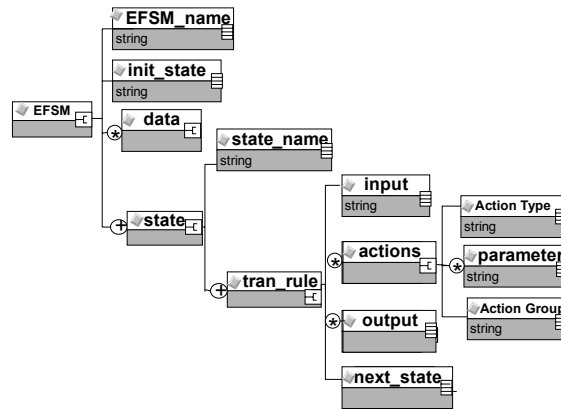 EFSM_name
string
init_state
string
EFSM
data
state_name
string
state
input
string
Action Type
string
actions
parameter
string
tran_rule
Action Group
string
output
next_state